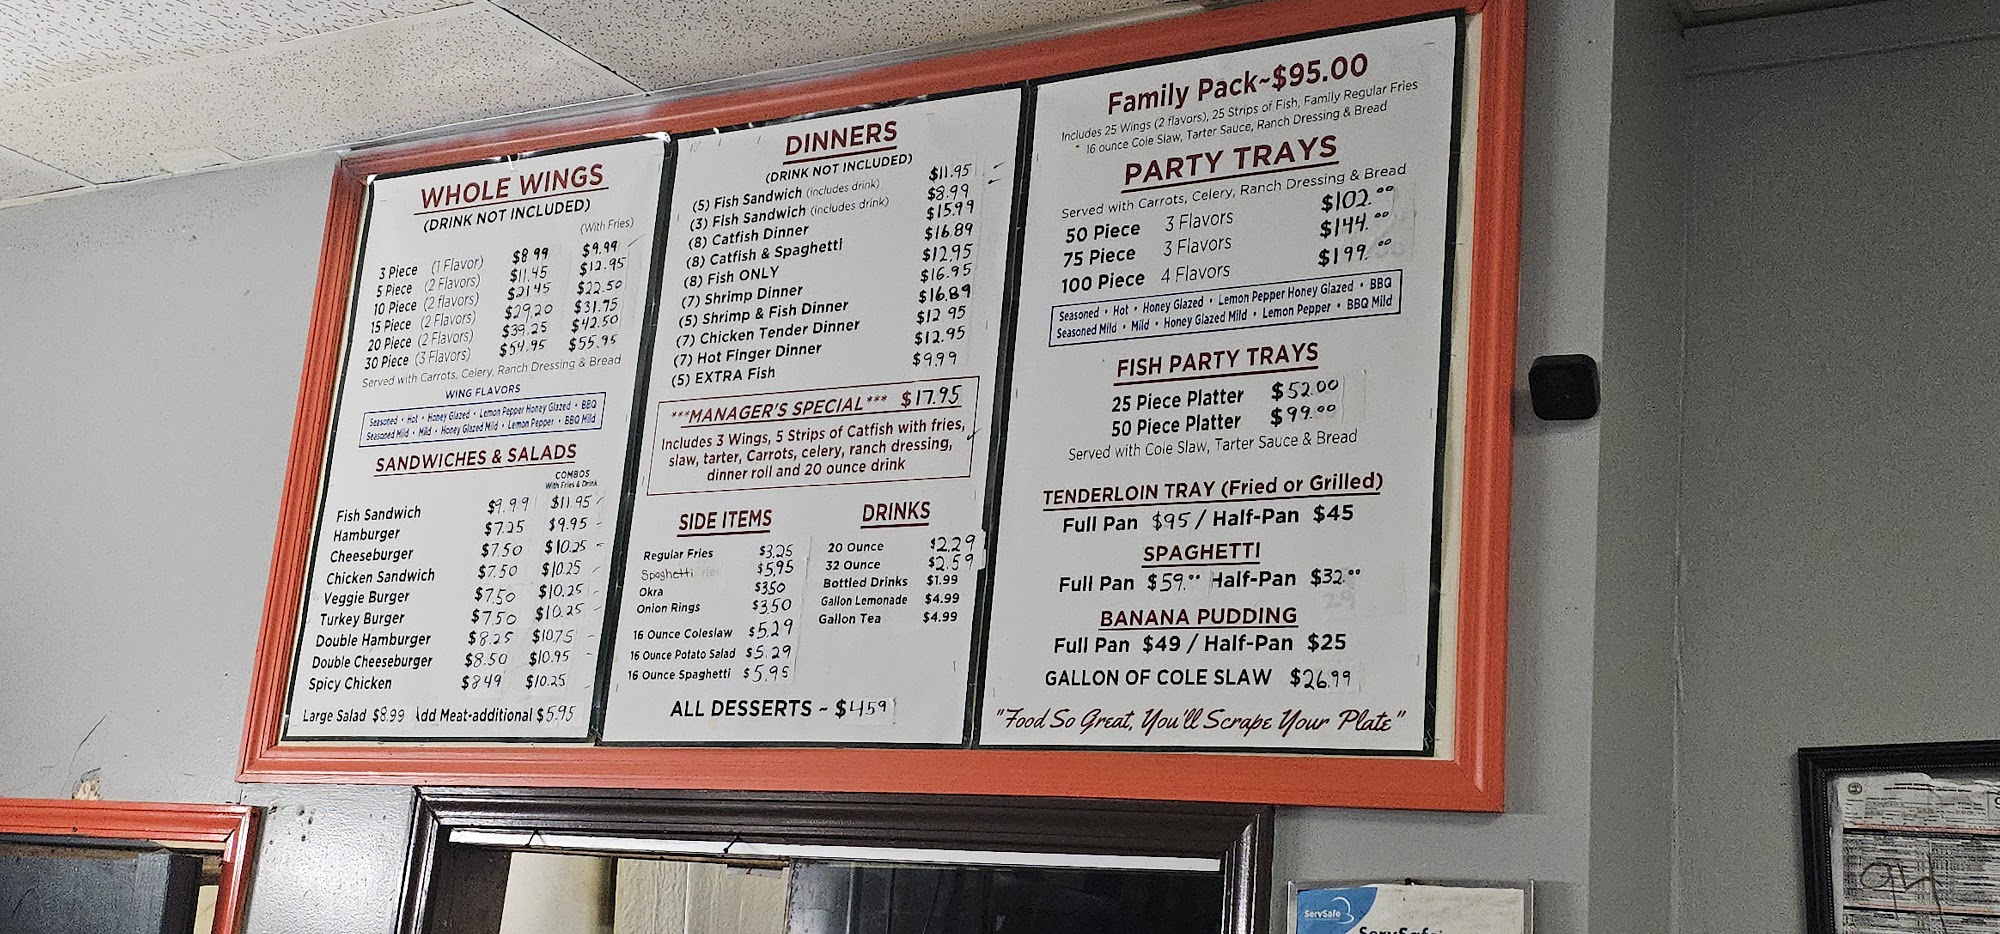 WHOLE WINGS
(DRINK NOT INCLUDED)
(With Fries)
3 Piece (1 Flavor) $8.99 $9.99
5 Piece (2 Flavors) $11.45 $12.95
10 Piece (2 flavors) $21.45 $22.50
15 Piece (2 Flavors) $29.20 $31.75
20 Piece (2 Flavors) $39.25 $42.50
30 Piece (3 Flavors) $54.95 $55.95
Served with Carrots, Celery, Ranch Dressing & Bread
WING FLAVORS
Seasoned • Hot • Honey Glazed • Lemon Pepper Honey Glazed • BBQ
Seasoned Mild • Mild • Honey Glazed Mild • Lemon Pepper • BBQ Mild
SANDWICHES & SALADS
COMBOS
With Fries & Drink
Fish Sandwich $9.99 $11.95
Hamburger $7.25 $9.95
Cheeseburger $7.50 $10.25
Chicken Sandwich $7.50 $10.25
Veggie Burger $7.50 $10.25
Turkey Burger $7.50 $10.25
Double Hamburger $8.25 $10.75
Double Cheeseburger $8.50 $10.95
Spicy Chicken $8.49 $10.25
Large Salad $8.99 Add Meat-additional $5.95
DINNERS
(DRINK NOT INCLUDED)
(5) Fish Sandwich (includes drink) $11.95
(3) Fish Sandwich (includes drink) $8.99
(8) Catfish Dinner $15.99
(8) Catfish & Spaghetti $16.89
(8) Fish ONLY $12.95
(7) Shrimp Dinner $16.95
(5) Shrimp & Fish Dinner $16.89
(7) Chicken Tender Dinner $12.95
(7) Hot Finger Dinner $12.95
(5) EXTRA Fish $9.99
***MANAGER'S SPECIAL*** $17.95
Includes 3 Wings, 5 Strips of Catfish with fries,
slaw, tarter, Carrots, celery, ranch dressing,
dinner roll and 20 ounce drink
SIDE ITEMS
Regular Fries $3.25
Spaghetti $5.95
Okra $3.50
Onion Rings $3.50
16 Ounce Coleslaw $5.29
16 Ounce Potato Salad $5.29
16 Ounce Spaghetti $5.95
DRINKS
20 Ounce $2.29
32 Ounce $2.59
Bottled Drinks $1.99
Gallon Lemonade $4.99
Gallon Tea $4.99
ALL DESSERTS ~ $4.59
Family Pack~$95.00
Includes 25 Wings (2 flavors), 25 Strips of Fish, Family Regular Fries
* 16 ounce Cole Slaw, Tarter Sauce, Ranch Dressing & Bread
PARTY TRAYS
Served with Carrots, Celery, Ranch Dressing & Bread
50 Piece 3 Flavors $102.00
75 Piece 3 Flavors $144.00
100 Piece 4 Flavors $199.00
Seasoned • Hot • Honey Glazed • Lemon Pepper Honey Glazed • BBQ
Seasoned Mild • Mild • Honey Glazed Mild • Lemon Pepper • BBQ Mild
FISH PARTY TRAYS
25 Piece Platter $52.00
50 Piece Platter $99.00
Served with Cole Slaw, Tarter Sauce & Bread
TENDERLOIN TRAY (Fried or Grilled)
Full Pan $95 / Half-Pan $45
SPAGHETTI
Full Pan $59.00 Half-Pan $32.00
BANANA PUDDING
Full Pan $49 / Half-Pan $25
GALLON OF COLE SLAW $26.99
"Food So Great, You'll Scrape Your Plate"
ServSafe
ServSafe